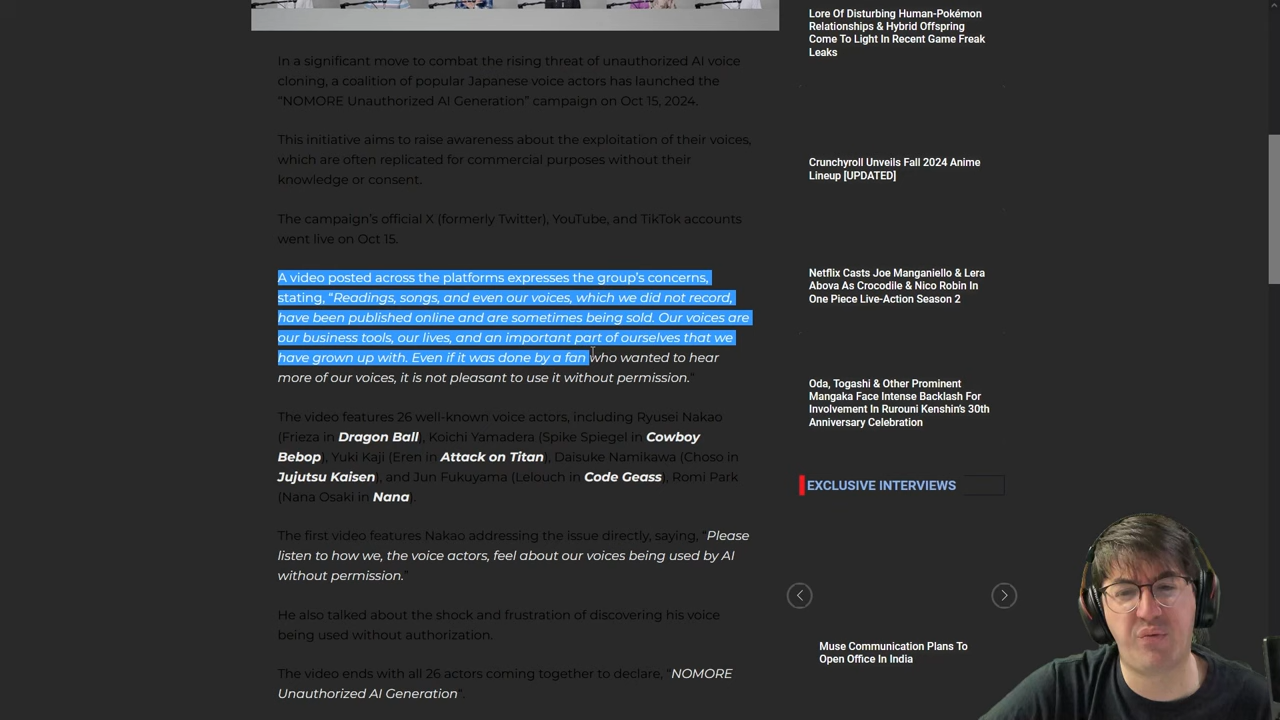 In a significant move to combat the rising threat of unauthorized AI voice
cloning, a coalition of popular Japanese voice actors has launched the
“NOMORE Unauthorized AI Generation” campaign on Oct 15, 2024.
This initiative aims to raise awareness about the exploitation of their voices,
which are often replicated for commercial purposes without their
knowledge or consent.
The campaign’s official X (formerly Twitter), YouTube, and TikTok accounts
went live on Oct 15.
A video posted across the platforms expresses the group’s concerns,
stating, “Readings, songs, and even our voices, which we did not record,
have been published online and are sometimes being sold. Our voices are
our business tools, our lives, and an important part of ourselves that we
have grown up with. Even if it was done by a fan who wanted to hear
more of our voices, it is not pleasant to use it without permission.”
The video features 26 well-known voice actors, including Ryusei Nakao
(Frieza in Dragon Ball), Koichi Yamadera (Spike Spiegel in Cowboy
Bebop), Yuki Kaji (Eren in Attack on Titan), Daisuke Namikawa (Choso in
Jujutsu Kaisen), and Jun Fukuyama (Lelouch in Code Geass), Romi Park
(Nana Osaki in Nana).
The first video features Nakao addressing the issue directly, saying, “Please
listen to how we, the voice actors, feel about our voices being used by AI
without permission.”
He also talked about the shock and frustration of discovering his voice
being used without authorization.
The video ends with all 26 actors coming together to declare, “NOMORE
Unauthorized AI Generation”.
Lore Of Disturbing Human-Pokémon
Relationships & Hybrid Offspring
Come To Light In Recent Game Freak
Leaks
Crunchyroll Unveils Fall 2024 Anime
Lineup [UPDATED]
Netflix Casts Joe Manganiello & Lera
Abova As Crocodile & Nico Robin In
One Piece Live-Action Season 2
Oda, Togashi & Other Prominent
Mangaka Face Intense Backlash For
Involvement In Rurouni Kenshin’s 30th
Anniversary Celebration
EXCLUSIVE INTERVIEWS
Muse Communication Plans To
Open Office In India